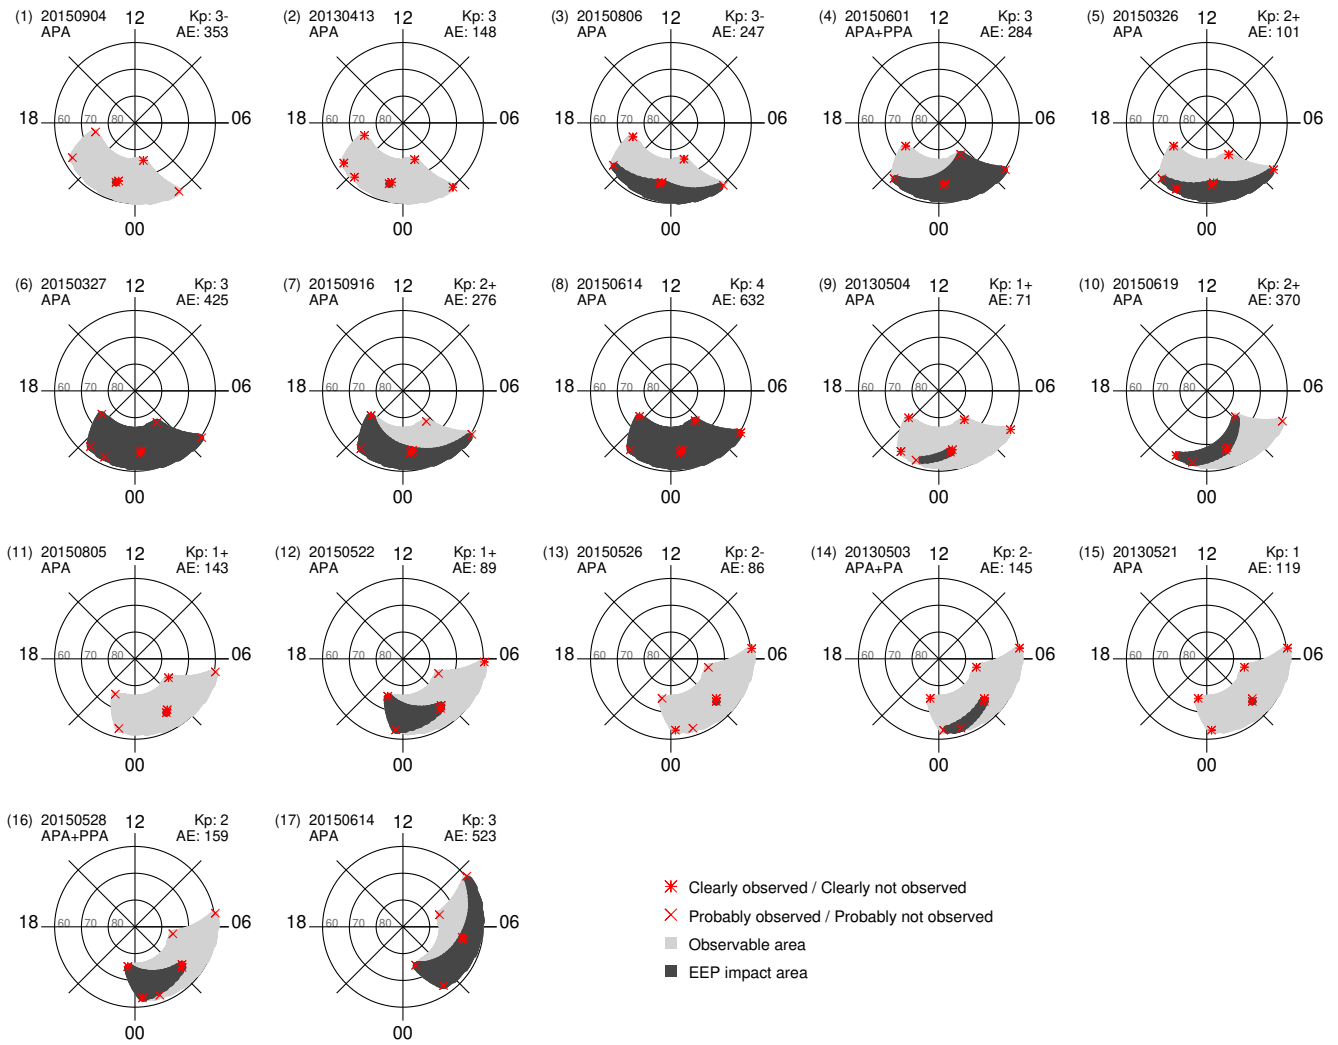 (1) 20150904 12 Kp: 3-
APA AE: 353
18 60 70 80 06
00
(2) 20130413 12 Kp: 3
APA AE: 148
18 60 70 80 06
00
(3) 20150806 12 Kp: 3-
APA AE: 247
18 60 70 80 06
00
(4) 20150601 12 Kp: 3
APA+PPA AE: 284
18 60 70 80 06
00
(5) 20150326 12 Kp: 2+
APA AE: 101
18 60 70 80 06
00
(6) 20150327 12 Kp: 3
APA AE: 425
18 60 70 80 06
00
(7) 20150916 12 Kp: 2+
APA AE: 276
18 60 70 80 06
00
(8) 20150614 12 Kp: 4
APA AE: 632
18 60 70 80 06
00
(9) 20130504 12 Kp: 1+
APA AE: 71
18 60 70 80 06
00
(10) 20150619 12 Kp: 2+
APA AE: 370
18 60 70 80 06
00
(11) 20150805 12 Kp: 1+
APA AE: 143
18 60 70 80 06
00
(12) 20150522 12 Kp: 1+
APA AE: 89
18 60 70 80 06
00
(13) 20150526 12 Kp: 2-
APA AE: 86
18 60 70 80 06
00
(14) 20130503 12 Kp: 2-
APA+PA AE: 145
18 60 70 80 06
00
(15) 20130521 12 Kp: 1
APA AE: 119
18 60 70 80 06
00
(16) 20150528 12 Kp: 2
APA+PPA AE: 159
18 60 70 80 06
00
(17) 20150614 12 Kp: 3
APA AE: 523
18 60 70 80 06
00
Clearly observed / Clearly not observed
Probably observed / Probably not observed
Observable area
EEP impact area